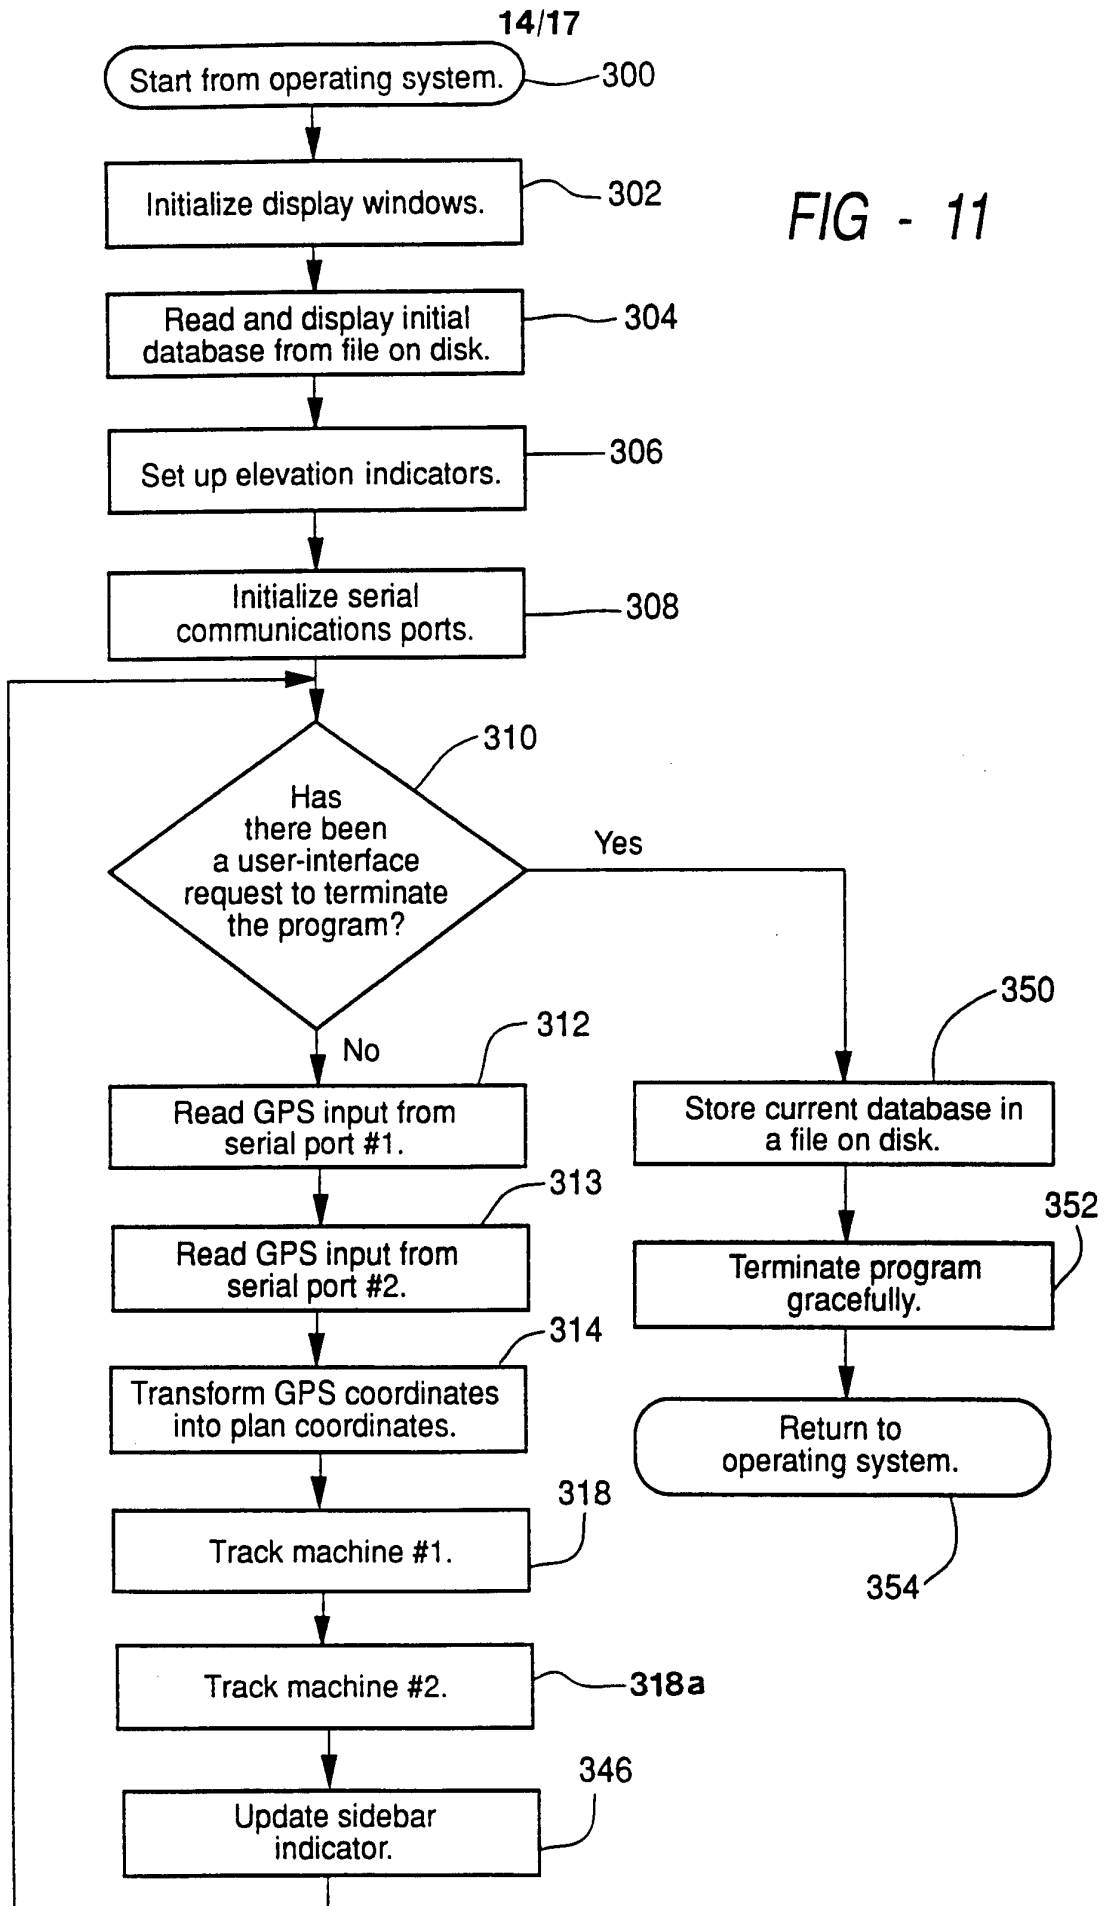 14/17
Start from operating system.
300
Initialize display windows.
302
FIG - 11
Read and display initial
database from file on disk.
304
Set up elevation indicators.
306
Initialize serial
communications ports.
308
310
Has
there been
a user-interface
request to terminate
the program?
Yes
No
312
Read GPS input from
serial port #1.
350
Store current database in
a file on disk.
313
Read GPS input from
serial port #2.
352
Terminate program
gracefully.
314
Transform GPS coordinates
into plan coordinates.
Return to
operating system.
354
318
Track machine #1.
Track machine #2.
318a
346
Update sidebar
indicator.